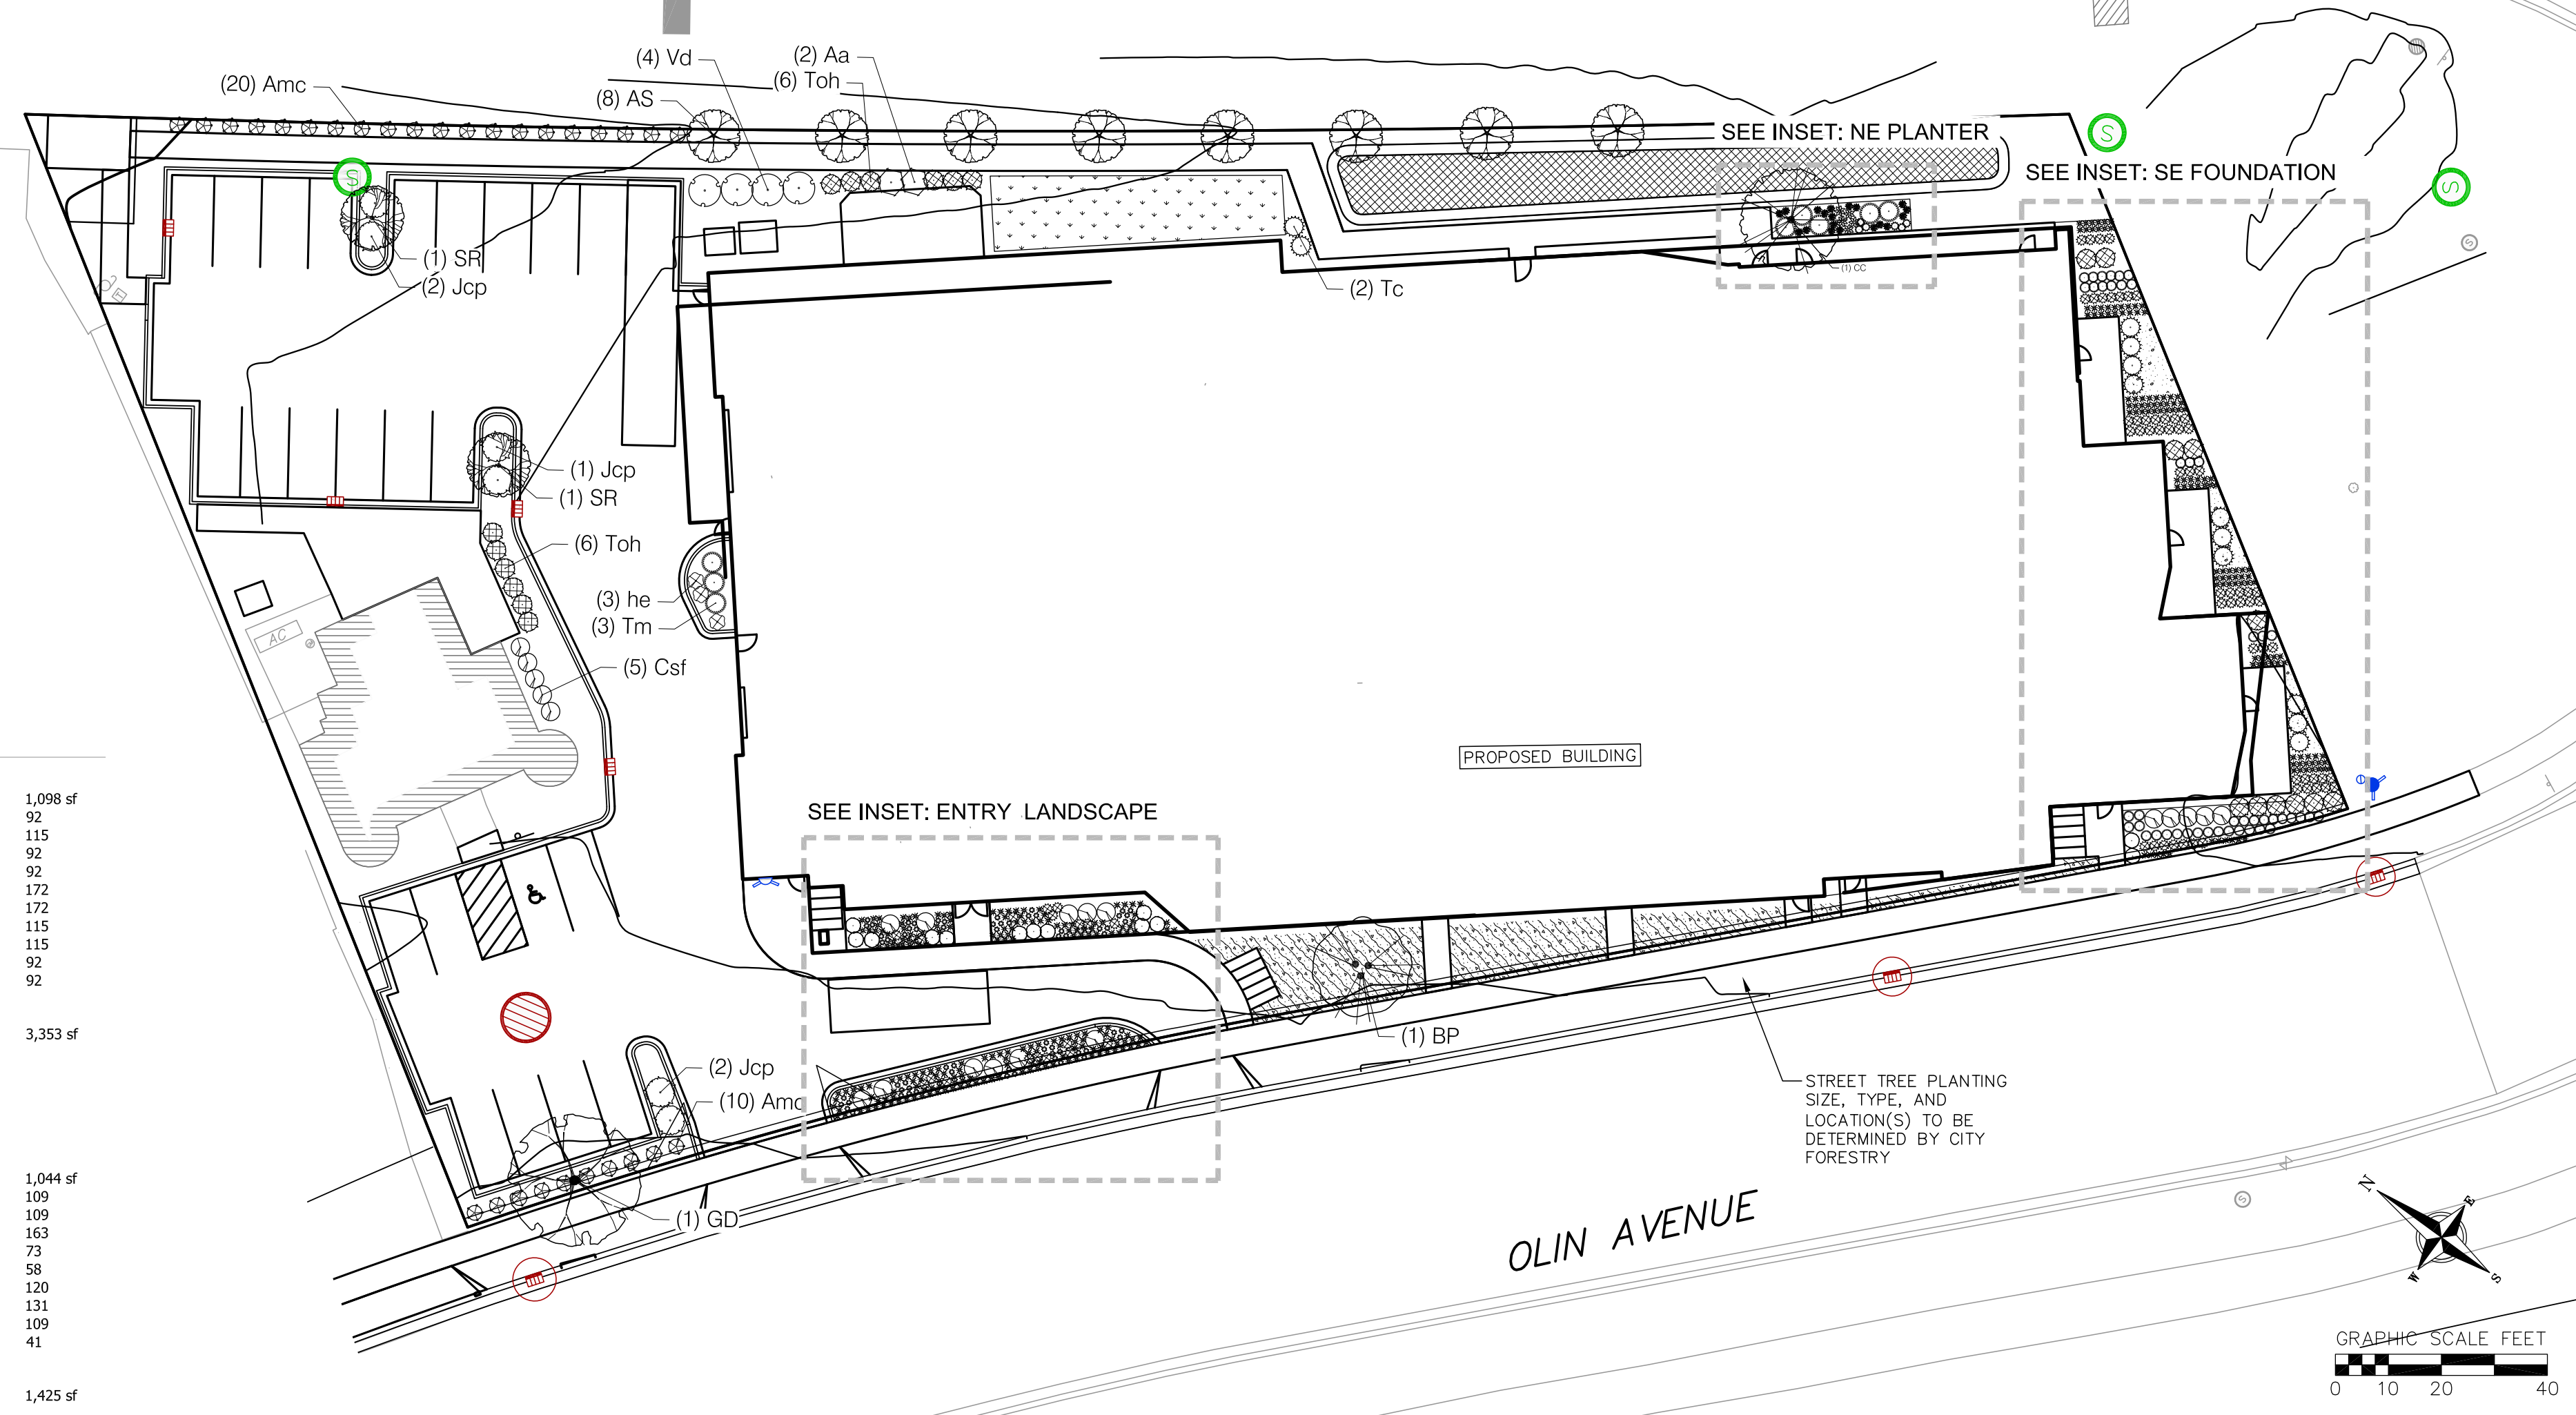 (4) Vd
(2) Aa
(6) Toh
(20) Amc
(8) AS
SEE INSET: NE PLANTER
S
S
S
SEE INSET: SE FOUNDATION
(1) SR
(2) Jcp
(1) CC
(2) Tc
S
(1) Jcp
(1) SR
(6) Toh
(3) he
(3) Tm
AC
(5) Csf
PROPOSED BUILDING
SEE INSET: ENTRY LANDSCAPE
1,098 sf
92
115
92
92
172
172
115
115
92
92
3,353 sf
(1) BP
(2) Jcp
(10) Amc
STREET TREE PLANTING
SIZE, TYPE, AND
LOCATION(S) TO BE
DETERMINED BY CITY
FORESTRY
1,044 sf
109
109
163
73
58
120
131
109
41
1,425 sf
(1) GD
OLIN AVENUE
S
N
E
W
S
GRAPHIC SCALE FEET
0 10 20 40